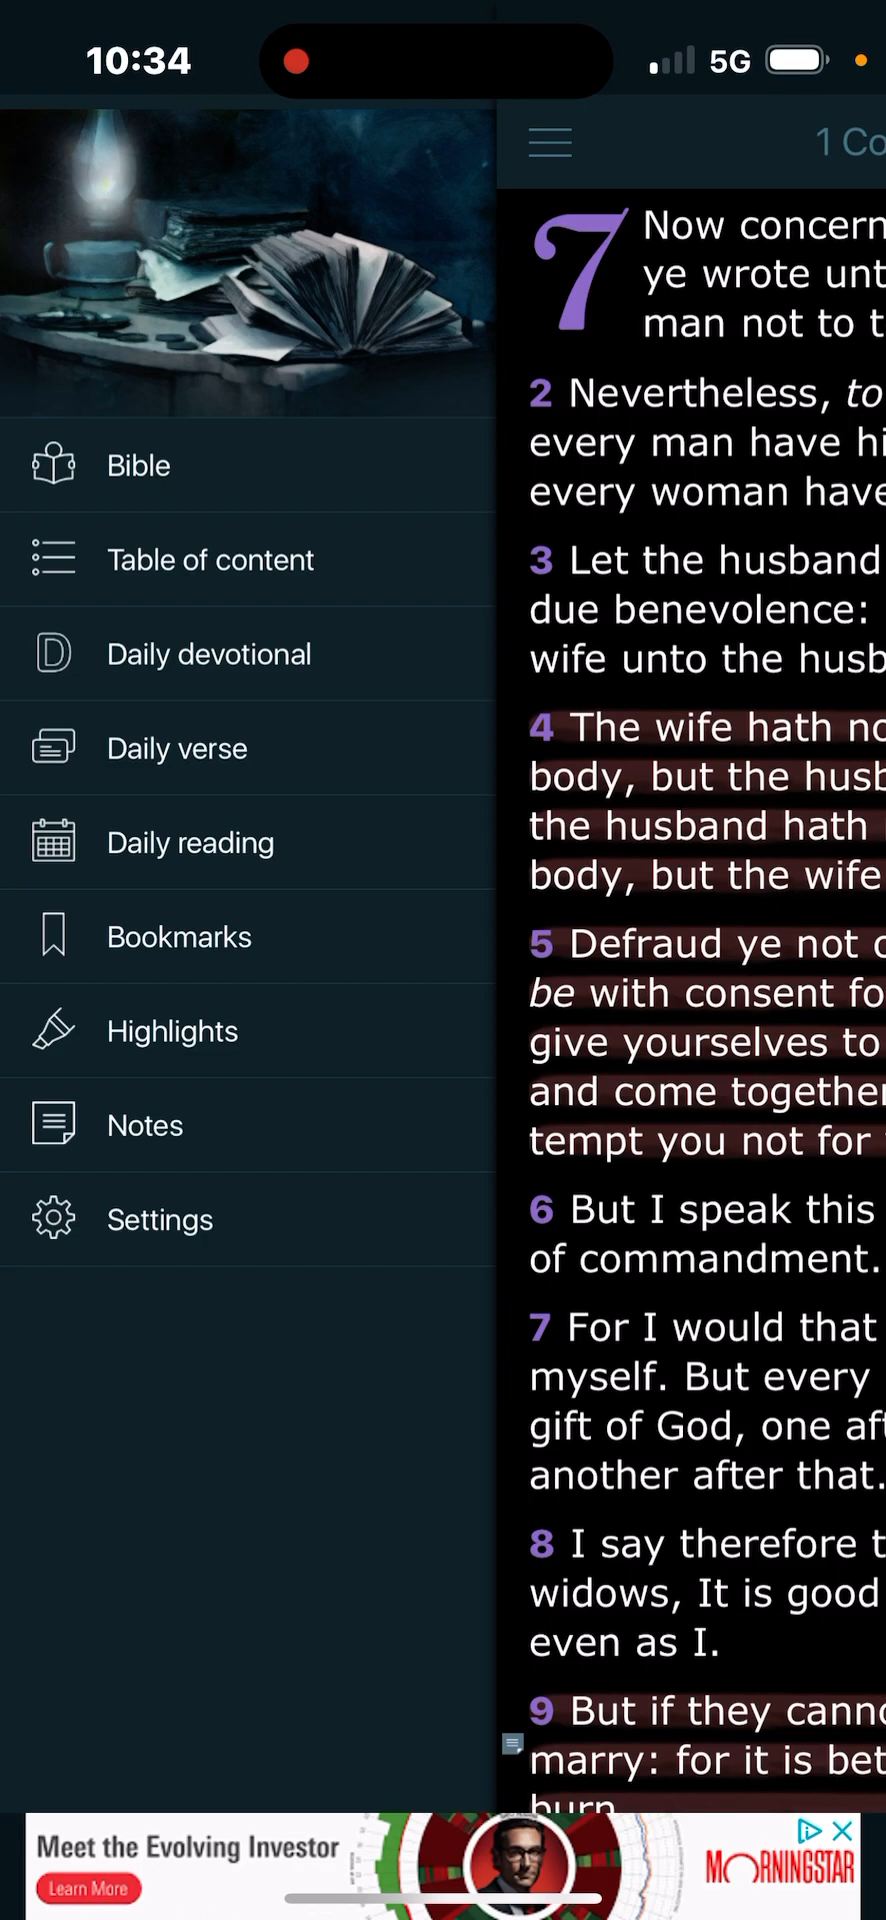 10:34
5G
Bible
Table of content
Daily devotional
Daily verse
Daily reading
Bookmarks
Highlights
Notes
Settings
1 Co
7 Now concern
ye wrote unt
man not to t
2 Nevertheless, to
every man have hi
every woman have
3 Let the husband
due benevolence:
wife unto the husb
4 The wife hath no
body, but the husb
the husband hath
body, but the wife
5 Defraud ye not o
be with consent fo
give yourselves to
and come together
tempt you not for
6 But I speak this
of commandment.
7 For I would that
myself. But every
gift of God, one aft
another after that.
8 I say therefore t
widows, It is good
even as I.
9 But if they canno
marry: for it is bet
burn
Meet the Evolving Investor
Learn More
MORNINGSTAR